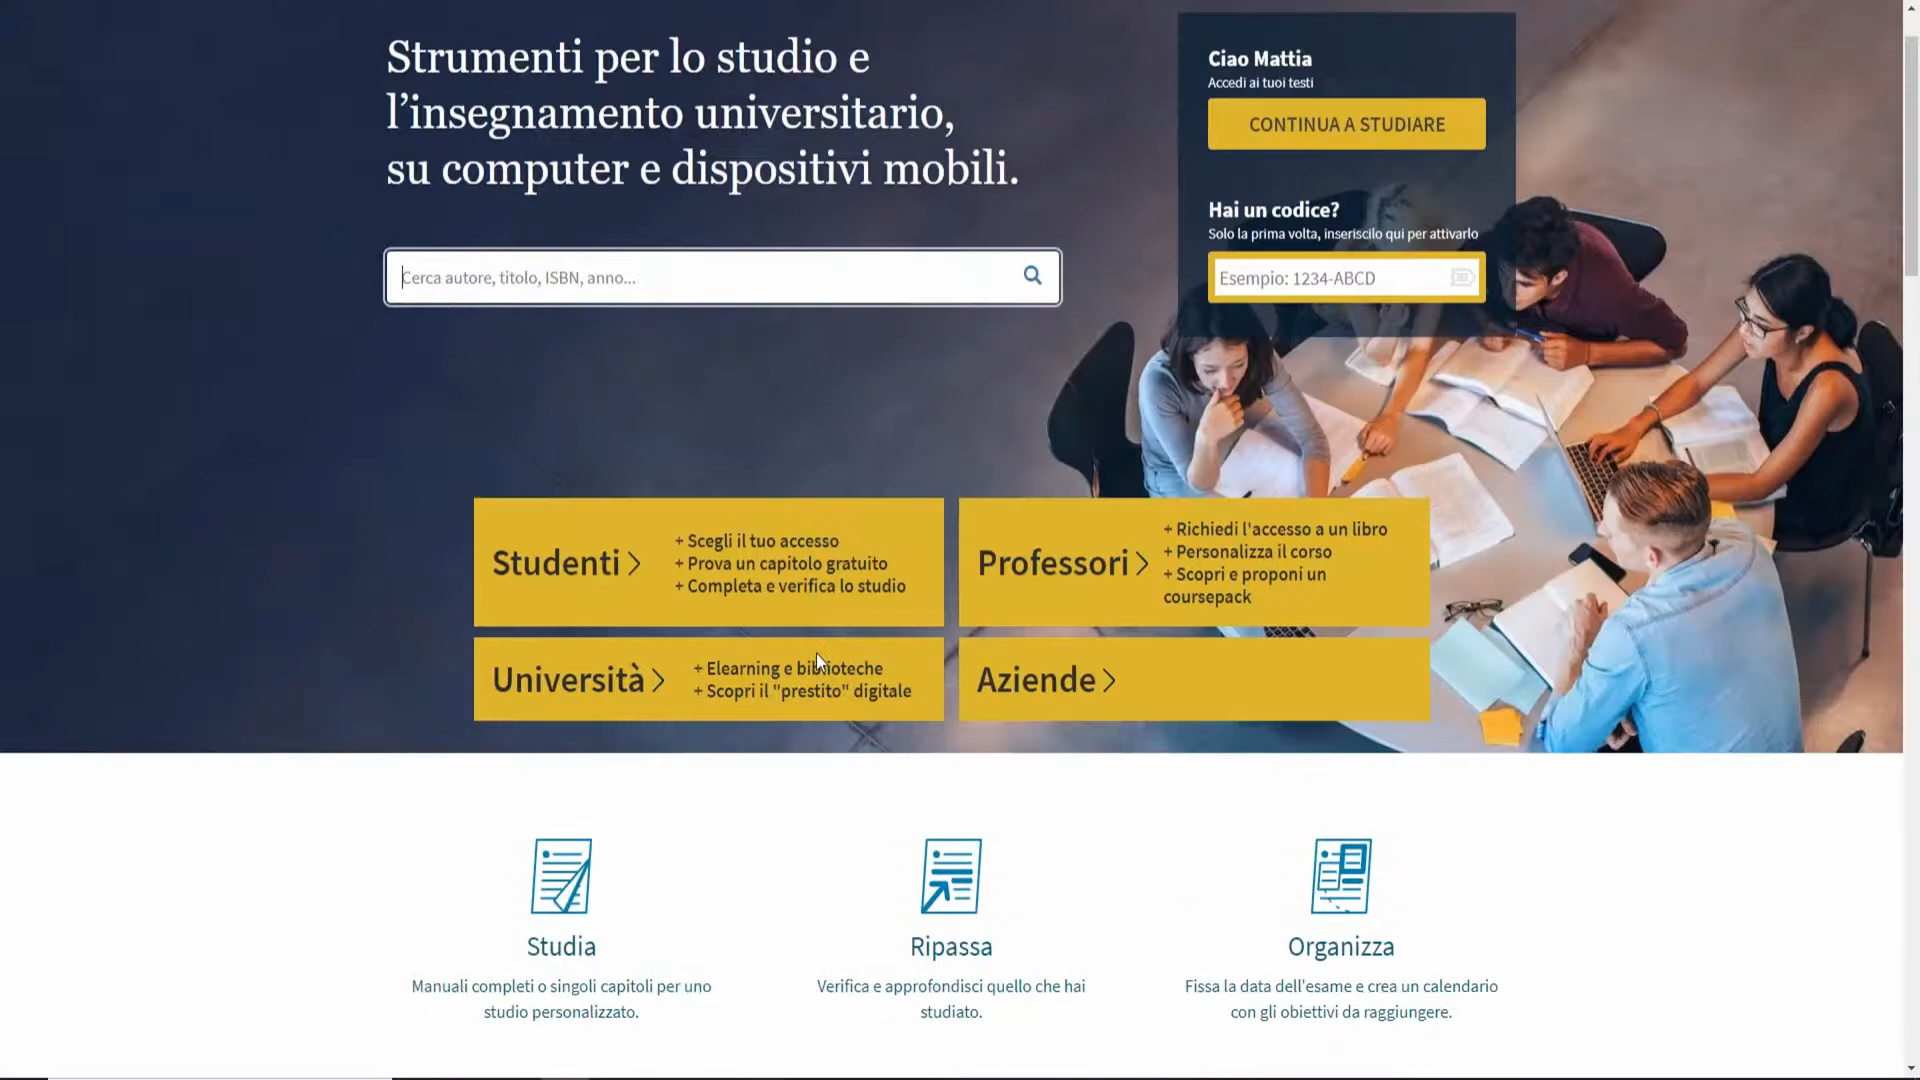 Strumenti per lo studio e
l’insegnamento universitario,
su computer e dispositivi mobili.
Cerca autore, titolo, ISBN, anno...
Ciao Mattia
Accedi ai tuoi testi
CONTINUA A STUDIARE
Hai un codice?
Solo la prima volta, inseriscilo qui per attivarlo
Esempio: 1234-ABCD
Studenti
+ Scegli il tuo accesso
+ Prova un capitolo gratuito
+ Completa e verifica lo studio
Professori
+ Richiedi l'accesso a un libro
+ Personalizza il corso
+ Scopri e proponi un
coursepack
Università
+ Elearning e biblioteche
+ Scopri il "prestito" digitale
Aziende
Studia
Manuali completi o singoli capitoli per uno
studio personalizzato.
Ripassa
Verifica e approfondisci quello che hai
studiato.
Organizza
Fissa la data dell'esame e crea un calendario
con gli obiettivi da raggiungere.